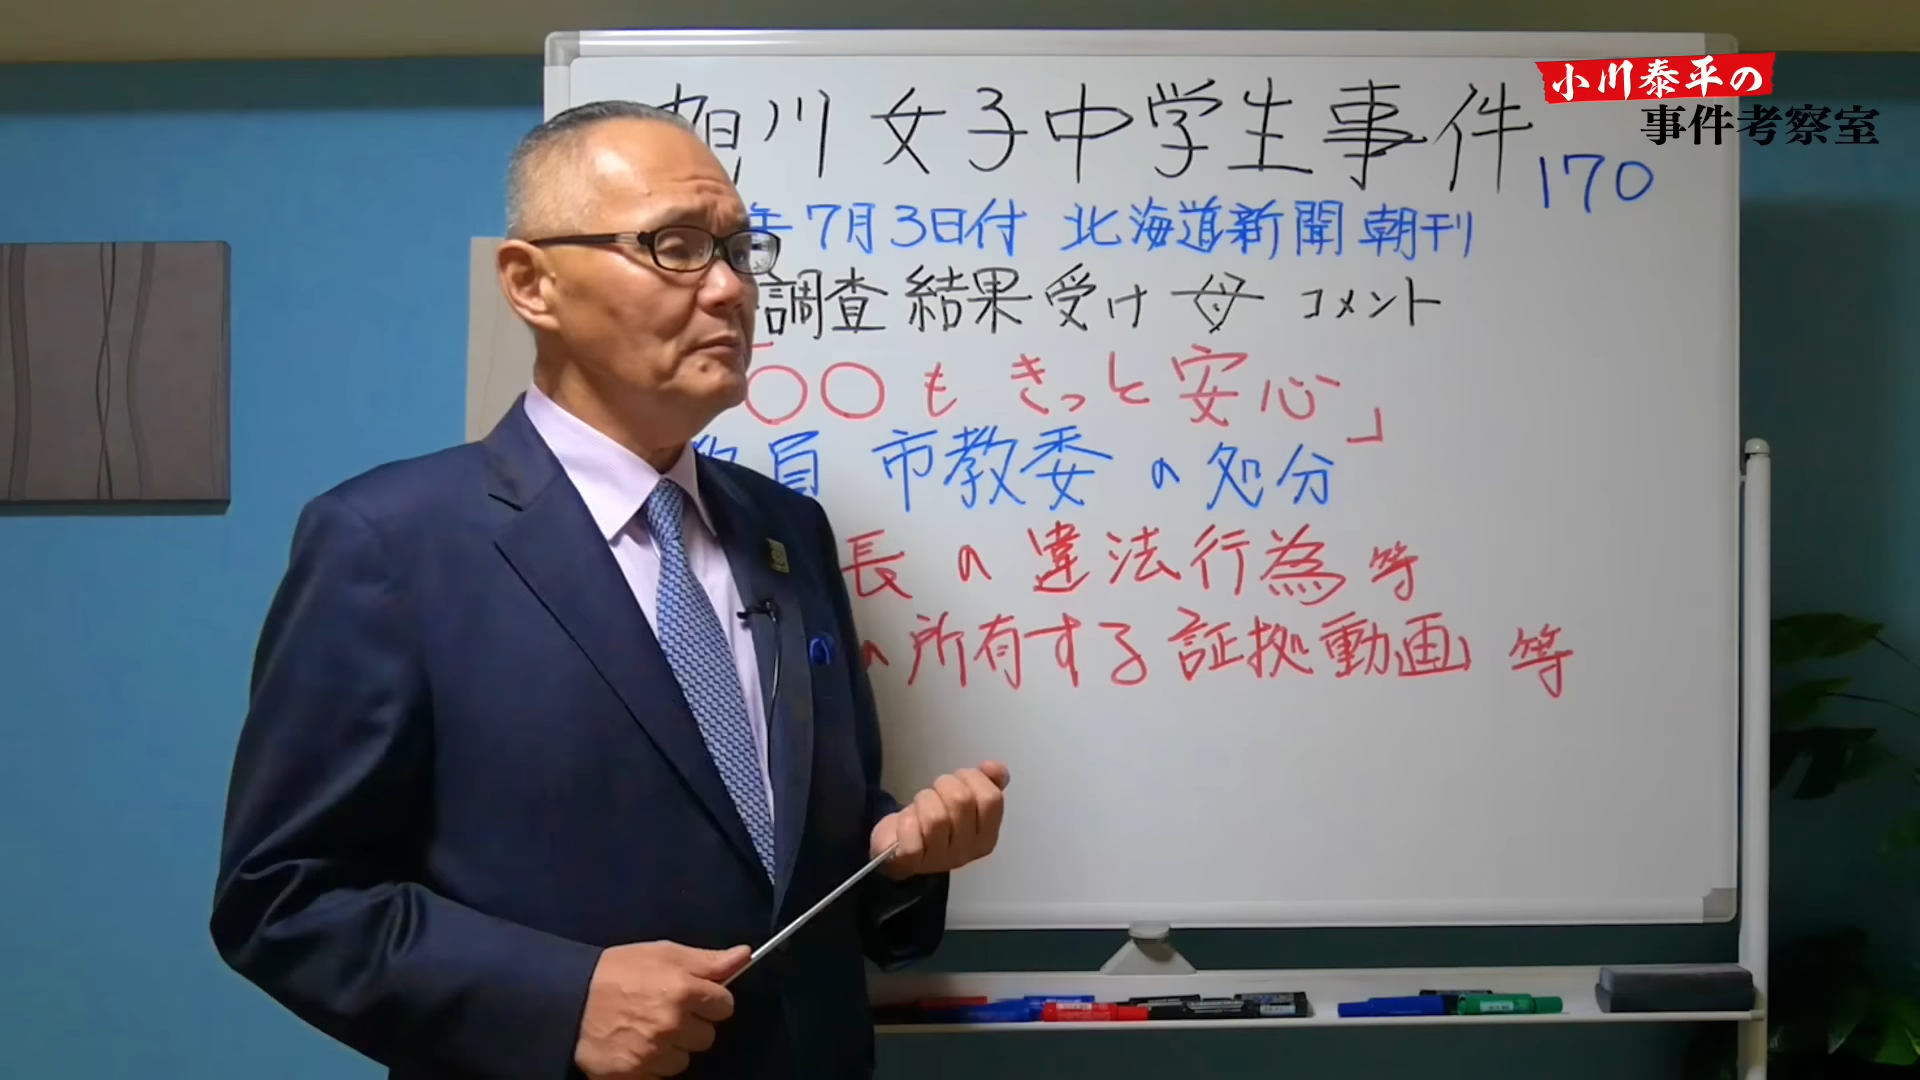 小川泰平の
事件考察室
旭川女子中学生事件
170
年7月3日付 北海道新聞 朝刊
調査結果受け 母 コメント
「○○も きっと安心」
教員 市教委の処分
長の違法行為等
の所有する証拠動画 等